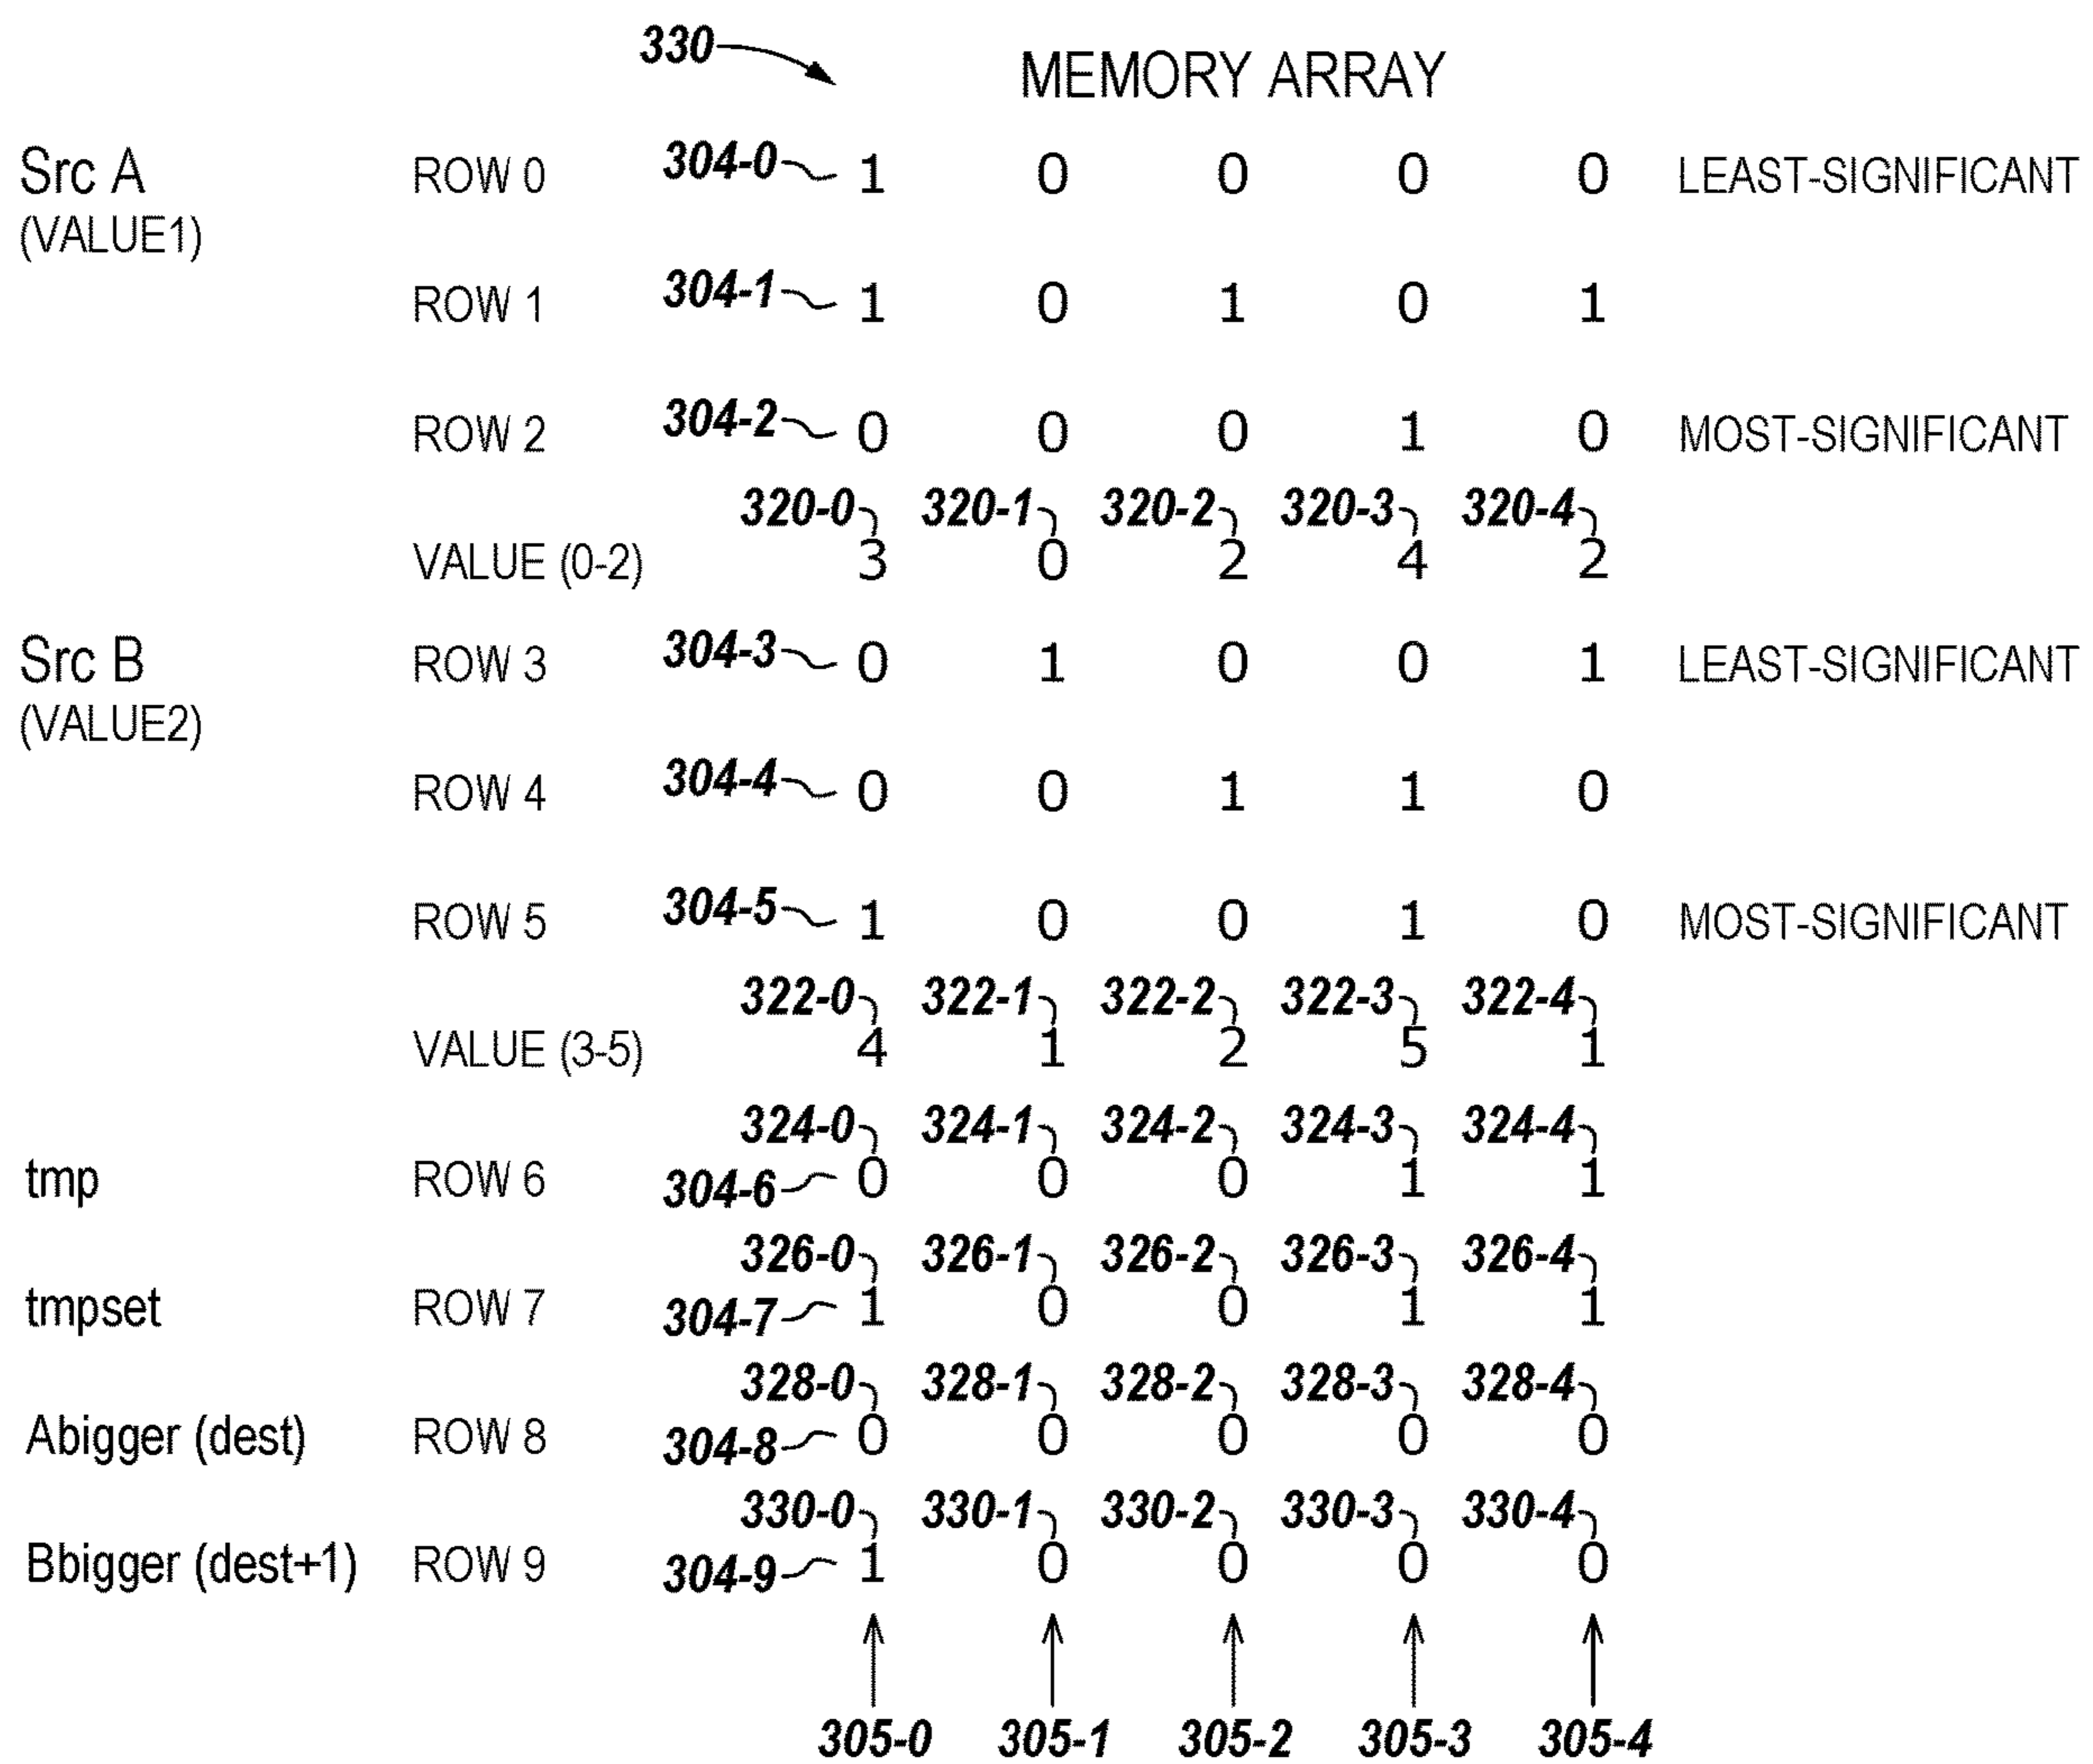 330 MEMORY ARRAY
Src A ROW 0 304-0 1 0 0 0 0 LEAST-SIGNIFICANT
(VALUE1)
ROW 1 304-1 1 0 1 0 1
ROW 2 304-2 0 0 0 1 0 MOST-SIGNIFICANT
320-0 320-1 320-2 320-3 320-4
VALUE (0-2) 3 0 2 4 2
Src B ROW 3 304-3 0 1 0 0 1 LEAST-SIGNIFICANT
(VALUE2)
ROW 4 304-4 0 0 1 1 0
ROW 5 304-5 1 0 0 1 0 MOST-SIGNIFICANT
322-0 322-1 322-2 322-3 322-4
VALUE (3-5) 4 1 2 5 1
324-0 324-1 324-2 324-3 324-4
tmp ROW 6 304-6 0 0 0 1 1
326-0 326-1 326-2 326-3 326-4
tmpset ROW 7 304-7 1 0 0 1 1
328-0 328-1 328-2 328-3 328-4
Abigger (dest) ROW 8 304-8 0 0 0 0 0
330-0 330-1 330-2 330-3 330-4
Bbigger (dest+1) ROW 9 304-9 1 0 0 0 0
305-0 305-1 305-2 305-3 305-4